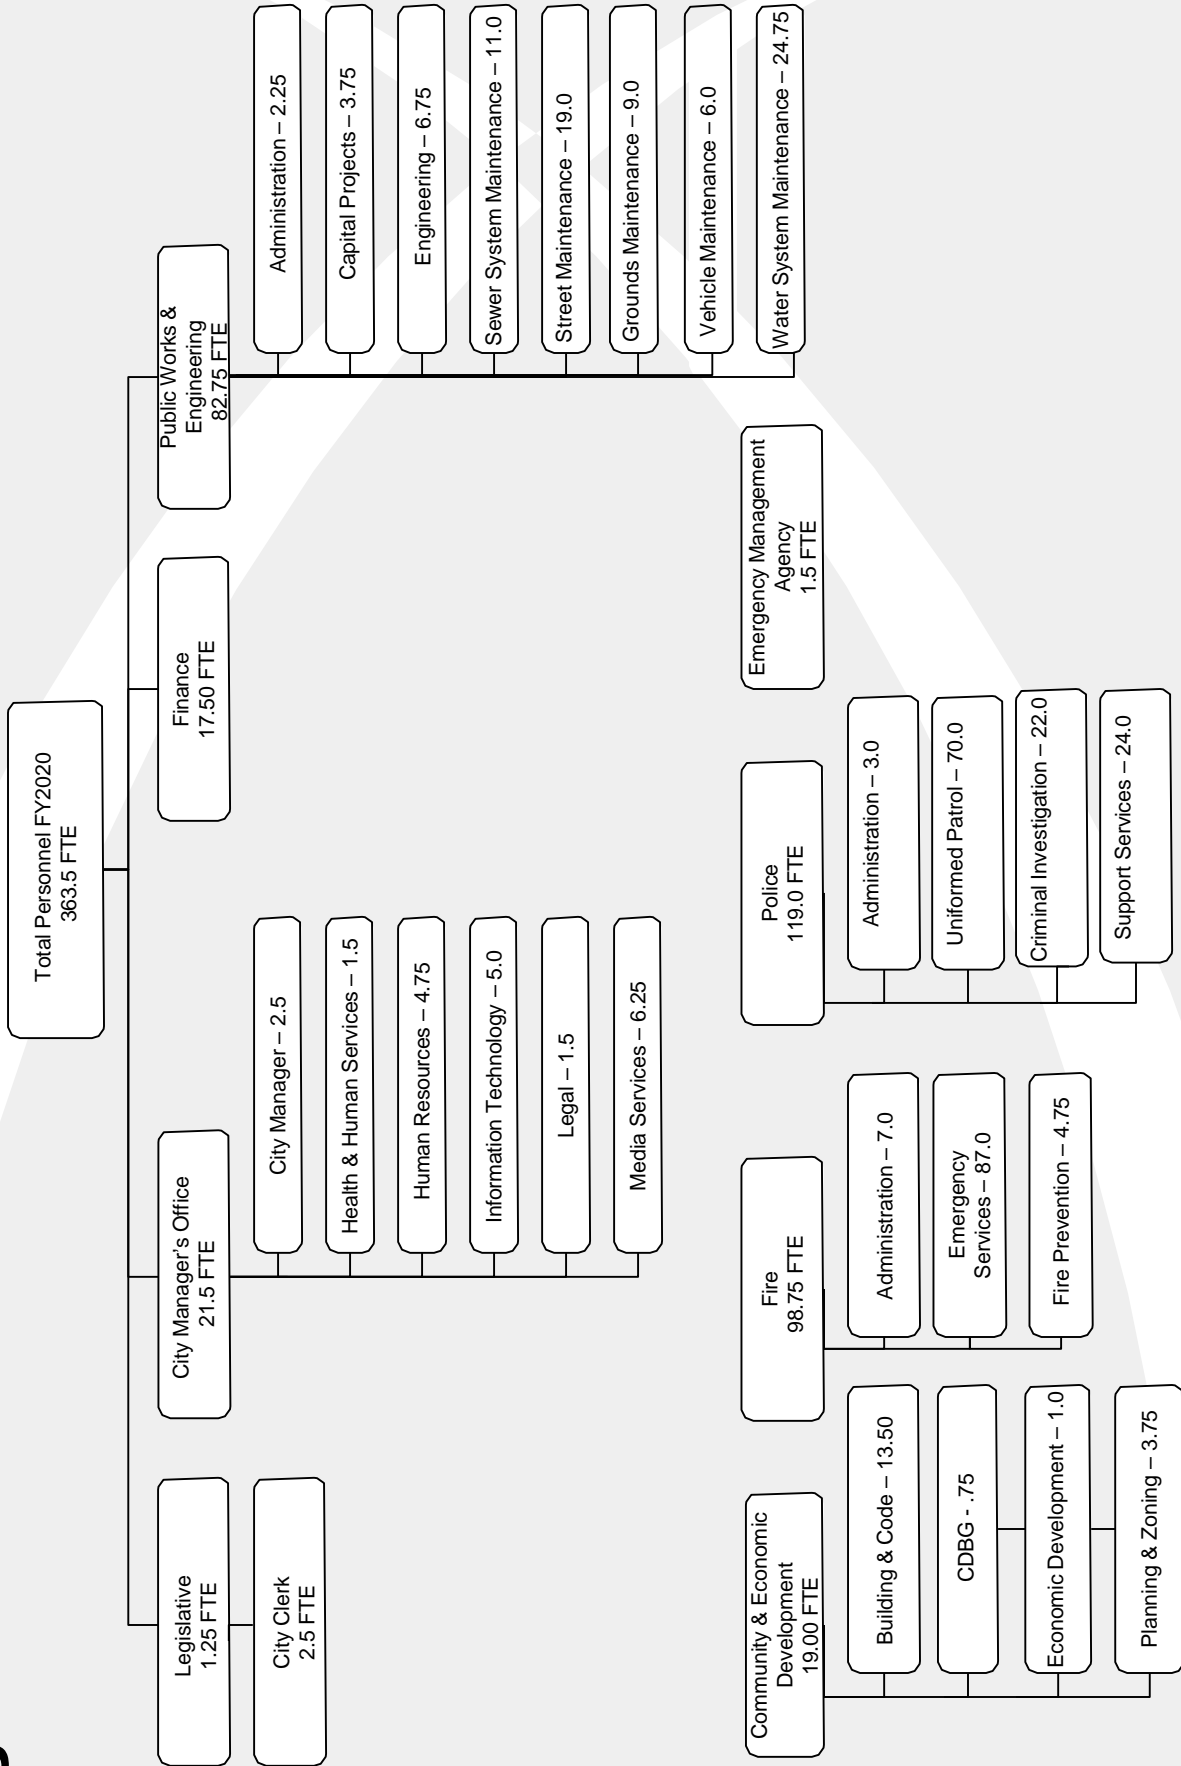 Total Personnel FY2020
363.5 FTE
Legislative
1.25 FTE
City Clerk
2.5 FTE
City Manager's Office
21.5 FTE
City Manager – 2.5
Health & Human Services – 1.5
Human Resources – 4.75
Information Technology – 5.0
Legal – 1.5
Media Services – 6.25
Finance
17.50 FTE
Public Works &
Engineering
82.75 FTE
Administration – 2.25
Capital Projects – 3.75
Engineering – 6.75
Sewer System Maintenance – 11.0
Street Maintenance – 19.0
Grounds Maintenance – 9.0
Vehicle Maintenance – 6.0
Water System Maintenance – 24.75
Community & Economic
Development
19.00 FTE
Building & Code – 13.50
CDBG - .75
Economic Development – 1.0
Planning & Zoning – 3.75
Fire
98.75 FTE
Administration – 7.0
Emergency
Services – 87.0
Fire Prevention – 4.75
Police
119.0 FTE
Administration – 3.0
Uniformed Patrol – 70.0
Criminal Investigation – 22.0
Support Services – 24.0
Emergency Management
Agency
1.5 FTE